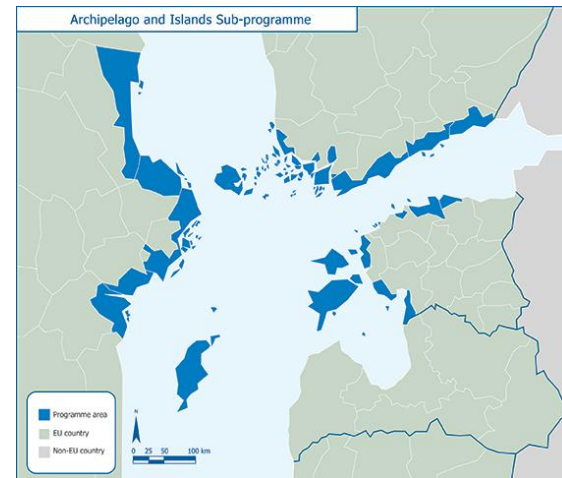 Archipelago and Islands Sub-programme
Programme area
EU country
Non-EU country
N
0 25 50 100 km